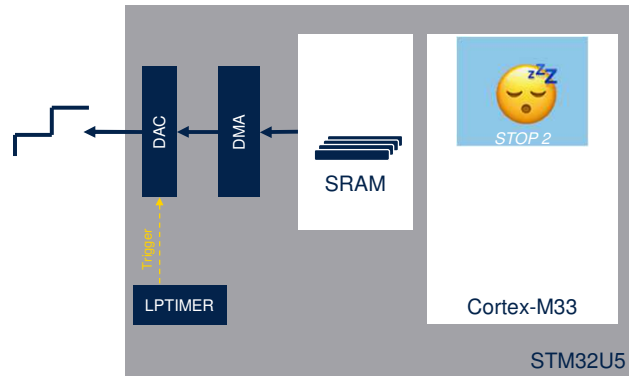 zzZ
STOP 2
DAC
DMA
SRAM
Trigger
LPTIMER
Cortex-M33
STM32U5